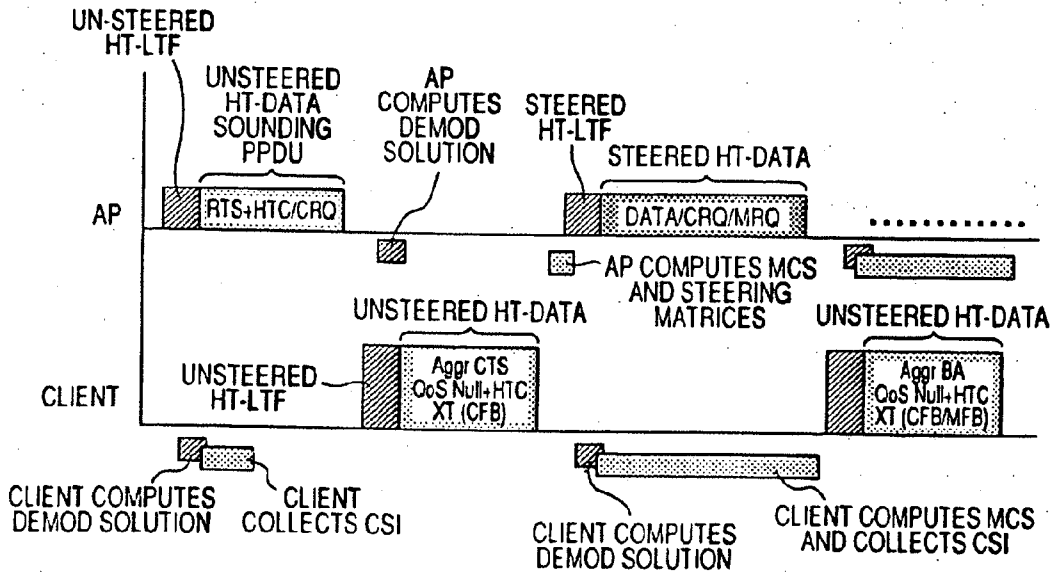 UN-STEERED
HT-LTF
UNSTEERED
HT-DATA
SOUNDING
PPDU
AP
COMPUTES
DEMOD
SOLUTION
STEERED
HT-LTF
STEERED HT-DATA
AP
RTS+HTC/CRQ
DATA/CRQ/MRQ
AP COMPUTES MCS
AND STEERING
MATRICES
UNSTEERED HT-DATA
UNSTEERED HT-DATA
CLIENT
UNSTEERED
HT-LTF
Aggr CTS
QoS Null+HTC
XT (CFB)
Aggr BA
QoS Null+HTC
XT (CFB/MFB)
CLIENT COMPUTES
DEMOD SOLUTION
CLIENT
COLLECTS CSI
CLIENT COMPUTES
DEMOD SOLUTION
CLIENT COMPUTES MCS
AND COLLECTS CSI